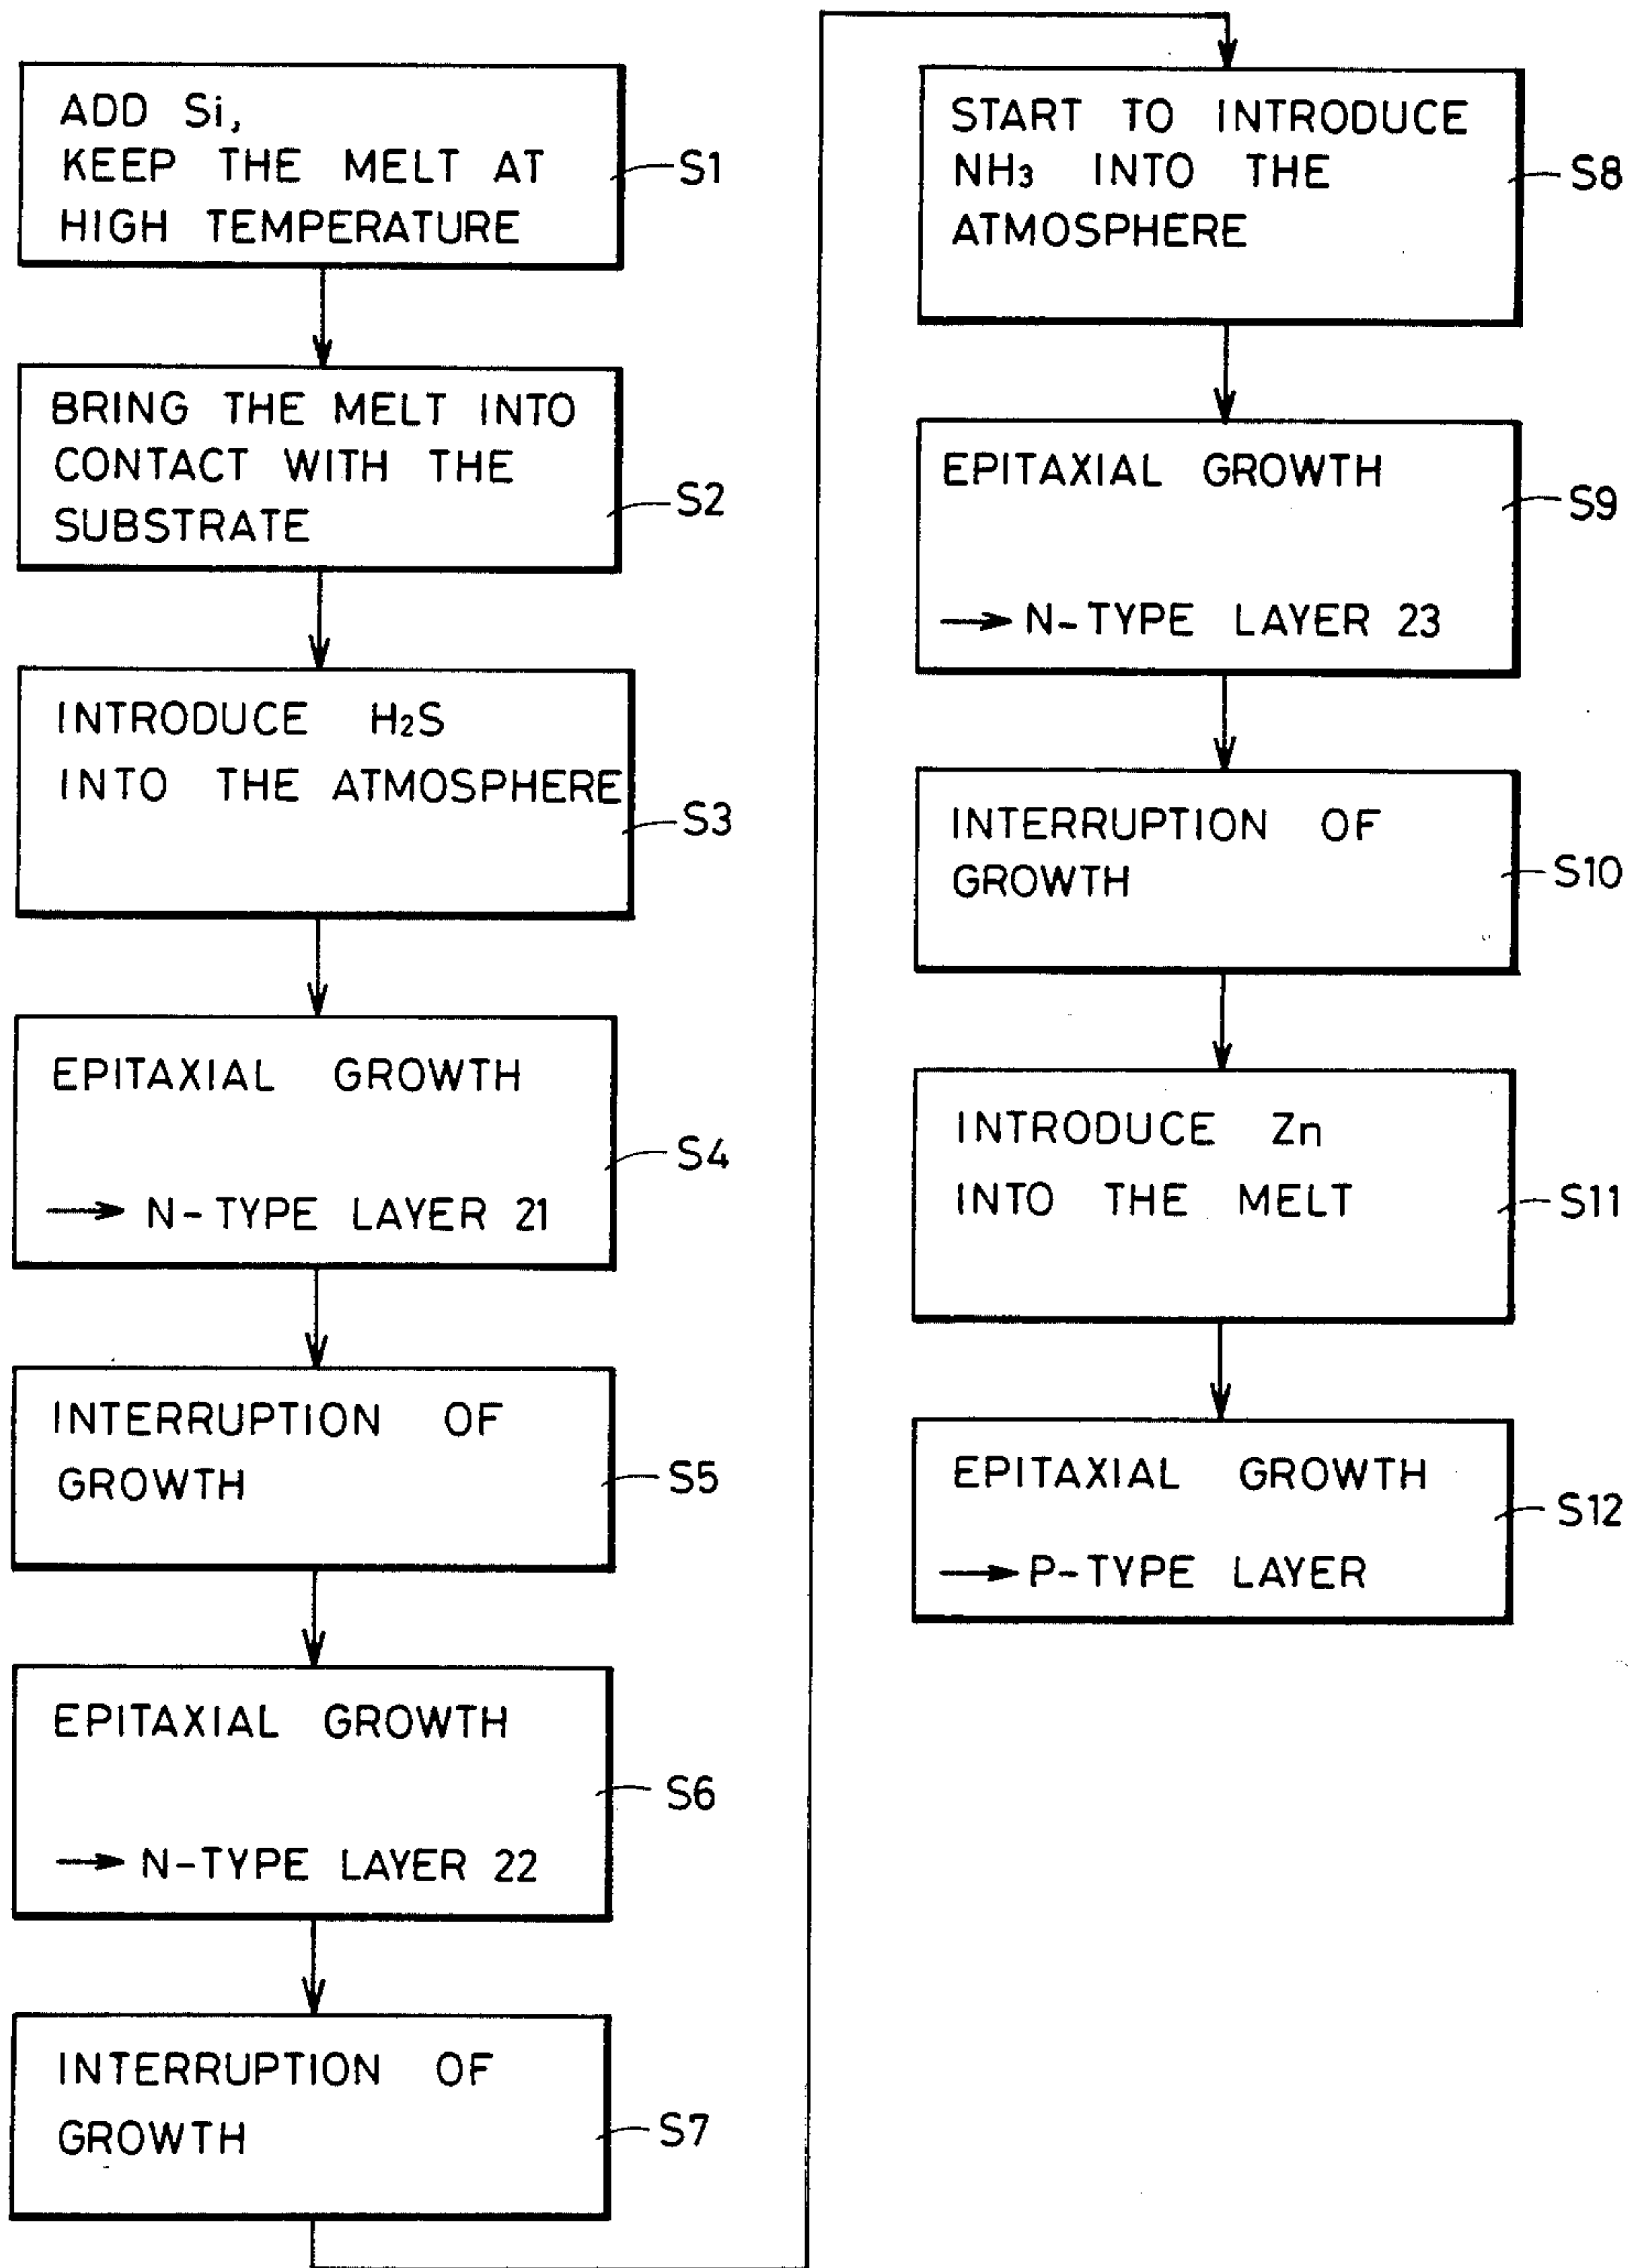 ADD Si,
KEEP THE MELT AT
HIGH TEMPERATURE
S1
BRING THE MELT INTO
CONTACT WITH THE
SUBSTRATE
S2
INTRODUCE H₂S
INTO THE ATMOSPHERE
S3
EPITAXIAL GROWTH
→ N-TYPE LAYER 21
S4
INTERRUPTION OF
GROWTH
S5
EPITAXIAL GROWTH
→ N-TYPE LAYER 22
S6
INTERRUPTION OF
GROWTH
S7
START TO INTRODUCE
NH₃ INTO THE
ATMOSPHERE
S8
EPITAXIAL GROWTH
→ N-TYPE LAYER 23
S9
INTERRUPTION OF
GROWTH
S10
INTRODUCE Zn
INTO THE MELT
S11
EPITAXIAL GROWTH
→ P-TYPE LAYER
S12